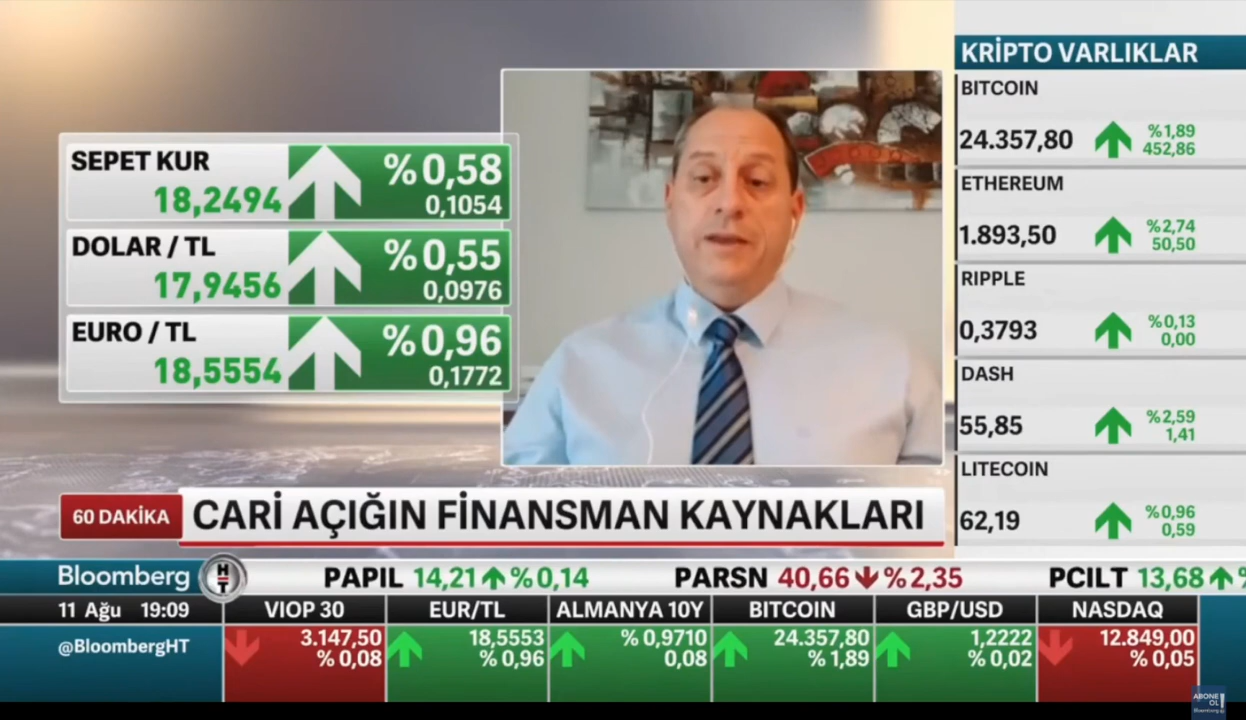 KRİPTO VARLIKLAR
BITCOIN
24.357,80 %1,89
452,86
ETHEREUM
1.893,50 %2,74
50,50
RIPPLE
0,3793 %0,13
0,00
DASH
55,85 %2,59
1,41
LITECOIN
62,19 %0,96
0,59
SEPET KUR %0,58
18,2494 0,1054
DOLAR / TL %0,55
17,9456 0,0976
EURO / TL %0,96
18,5554 0,1772
60 DAKİKA CARİ AÇIĞIN FİNANSMAN KAYNAKLARI
Bloomberg HT PAPIL 14,21 %0,14 PARSN 40,66 %2,35 PCILT 13,68 %
11 Ağu 19:09 VIOP 30 EUR/TL ALMANYA 10Y BITCOIN GBP/USD NASDAQ
3.147,50 18,5553 % 0,9710 24.357,80 1,2222 12.849,00
@BloombergHT % 0,08 % 0,96 0,08 % 1,89 % 0,02 % 0,05
ABONE
OL
Bloomberg